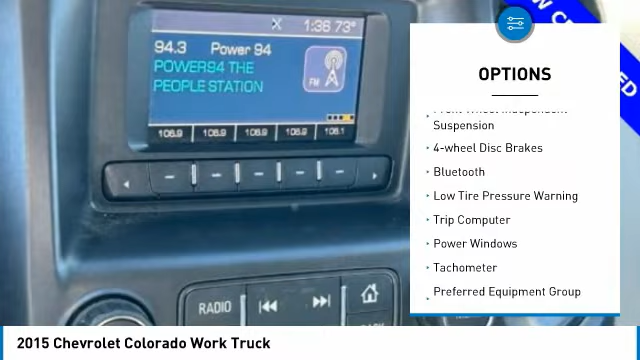 1:36 73°
94.3 Power 94
POWER94 THE
PEOPLE STATION
FM
106.9 106.9 106.9 106.9 106.1
RADIO
OPTIONS
Suspension
4-wheel Disc Brakes
Bluetooth
Low Tire Pressure Warning
Trip Computer
Power Windows
Tachometer
Preferred Equipment Group
2015 Chevrolet Colorado Work Truck